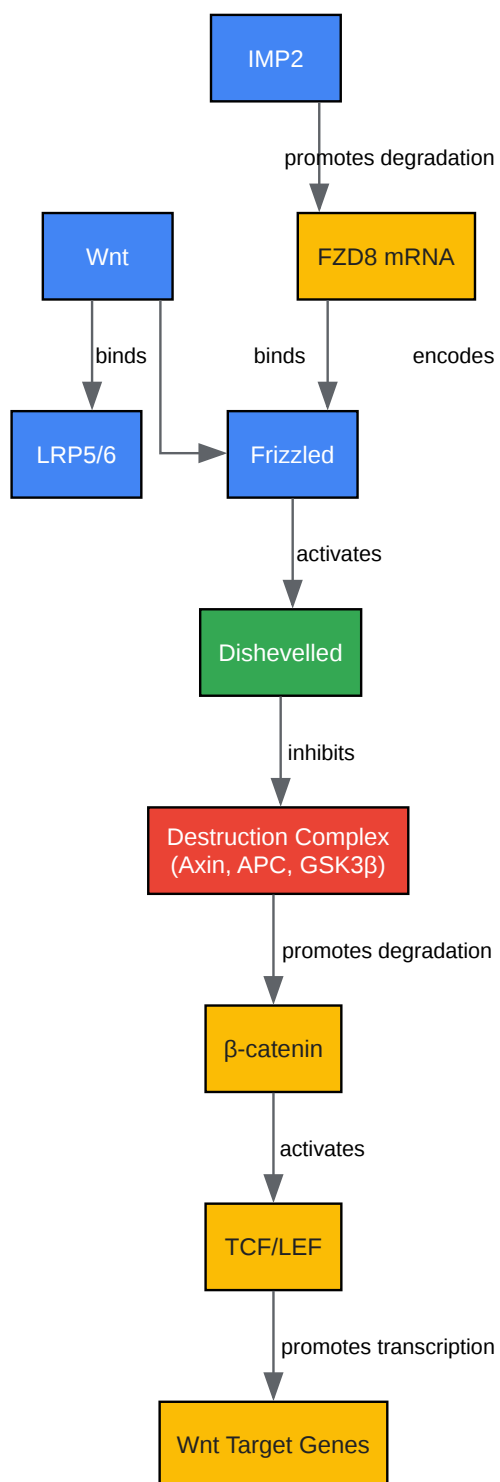 IMP2
promotes degradation
Wnt
FZD8 mRNA
binds
binds
encodes
LRP5/6
Frizzled
activates
Dishevelled
inhibits
Destruction Complex
(Axin, APC, GSK3β)
promotes degradation
β-catenin
activates
TCF/LEF
promotes transcription
Wnt Target Genes